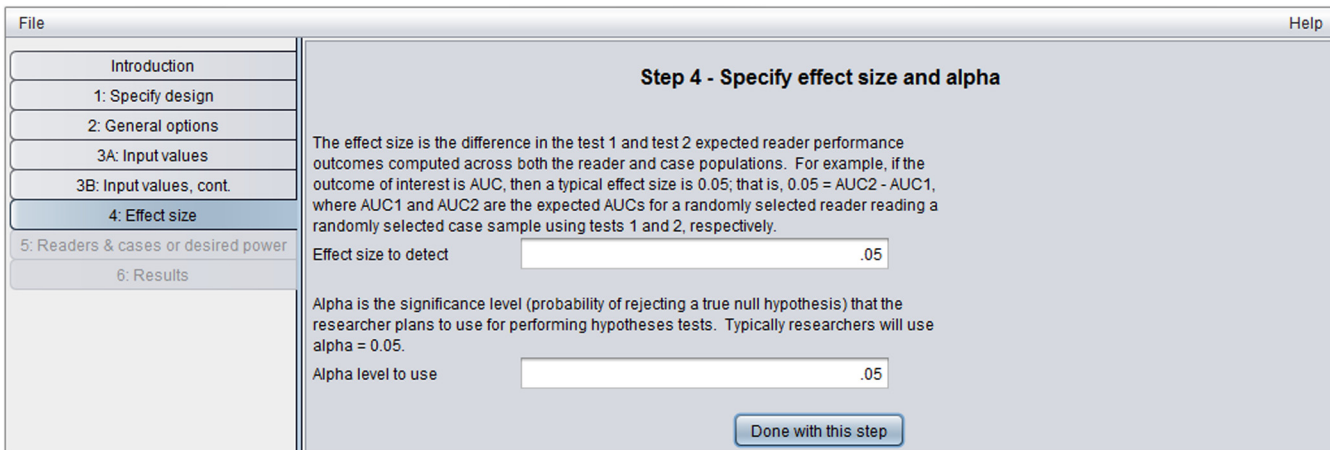 File
Help
Introduction
1: Specify design
2: General options
3A: Input values
3B: Input values, cont.
4: Effect size
5: Readers & cases or desired power
6: Results
Step 4 - Specify effect size and alpha
The effect size is the difference in the test 1 and test 2 expected reader performance
outcomes computed across both the reader and case populations. For example, if the
outcome of interest is AUC, then a typical effect size is 0.05; that is, 0.05 = AUC2 - AUC1,
where AUC1 and AUC2 are the expected AUCs for a randomly selected reader reading a
randomly selected case sample using tests 1 and 2, respectively.
Effect size to detect
.05
Alpha is the significance level (probability of rejecting a true null hypothesis) that the
researcher plans to use for performing hypotheses tests. Typically researchers will use
alpha = 0.05.
Alpha level to use
.05
Done with this step